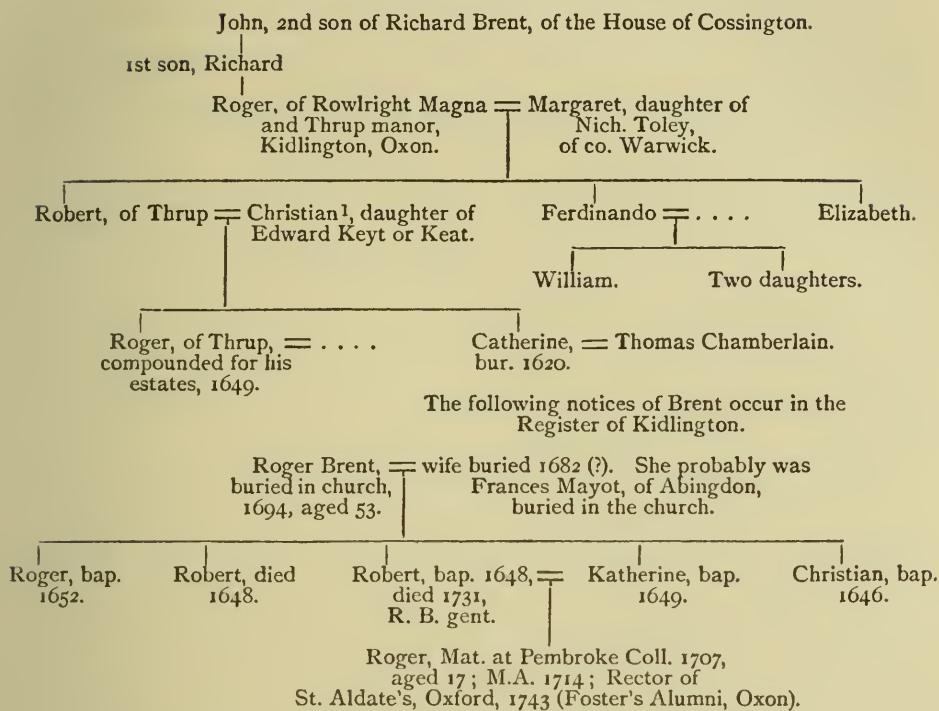 John, 2nd son of Richard Brent, of the House of Cossington.
1st son, Richard
Roger, of Rowlright Magna = Margaret, daughter of
and Thrup manor, Nich. Toley,
Kidlington, Oxon. of co. Warwick.
Robert, of Thrup = Christian¹, daughter of Ferdinando = . . . . Elizabeth.
Edward Keyt or Keat.
William. Two daughters.
Roger, of Thrup, = . . . . Catherine, = Thomas Chamberlain.
compounded for his bur. 1620.
estates, 1649.
The following notices of Brent occur in the
Register of Kidlington.
Roger Brent, = wife buried 1682 (?). She probably was
buried in church, Frances Mayot, of Abingdon,
1694, aged 53. buried in the church.
Roger, bap. Robert, died Robert, bap. 1648, = Katherine, bap. Christian, bap.
1652. 1648. died 1731, 1649. 1646.
R. B. gent.
Roger, Mat. at Pembroke Coll. 1707,
aged 17; M.A. 1714; Rector of
St. Aldate's, Oxford, 1743 (Foster's Alumni, Oxon).